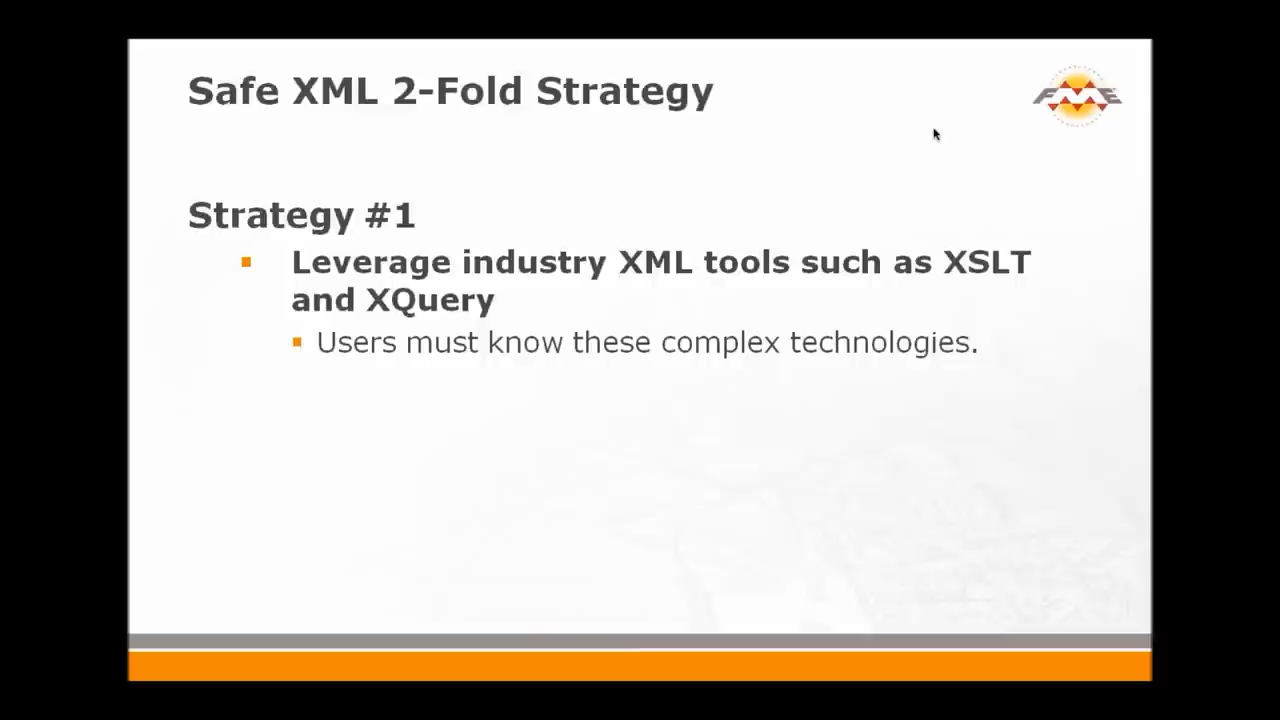 Safe XML 2-Fold Strategy
FME
Strategy #1
Leverage industry XML tools such as XSLT
and XQuery
Users must know these complex technologies.